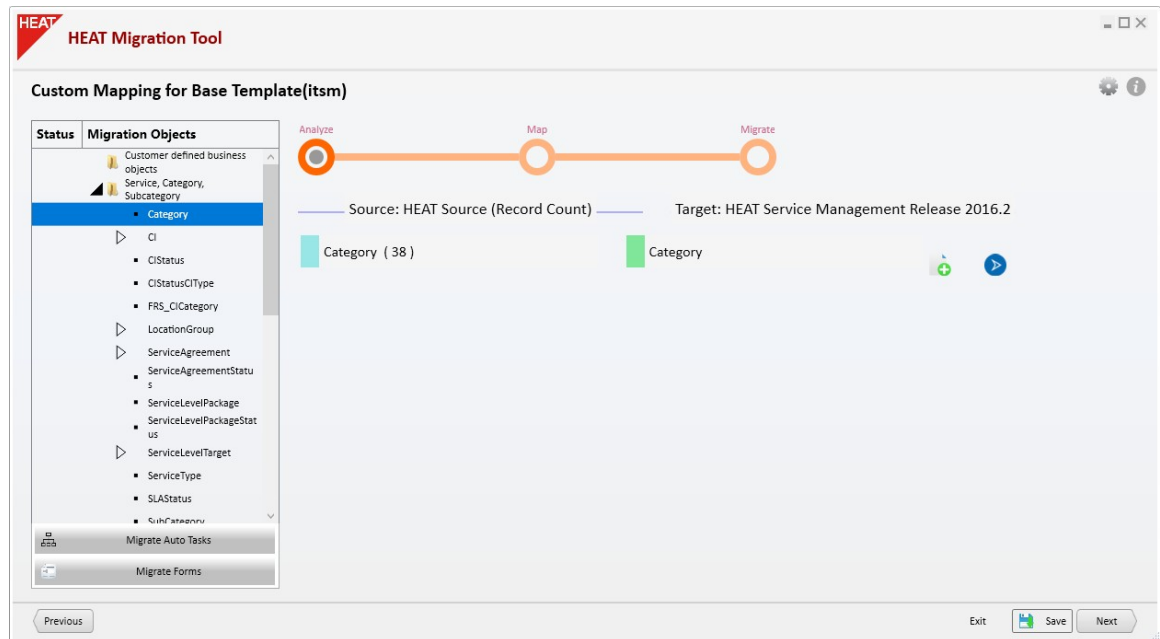 HEAT
HEAT Migration Tool
Custom Mapping for Base Template(itsm)
Status Migration Objects
Customer defined business
objects
Service, Category,
Subcategory
Category
CI
CIStatus
CIStatusCIType
FRS_CICategory
LocationGroup
ServiceAgreement
ServiceAgreementStatu
s
ServiceLevelPackage
ServiceLevelPackageStat
us
ServiceLevelTarget
ServiceType
SLAStatus
SubCategory
Migrate Auto Tasks
Migrate Forms
Analyze Map Migrate
Source: HEAT Source (Record Count) Target: HEAT Service Management Release 2016.2
Category ( 38 ) Category
Previous Exit Save Next